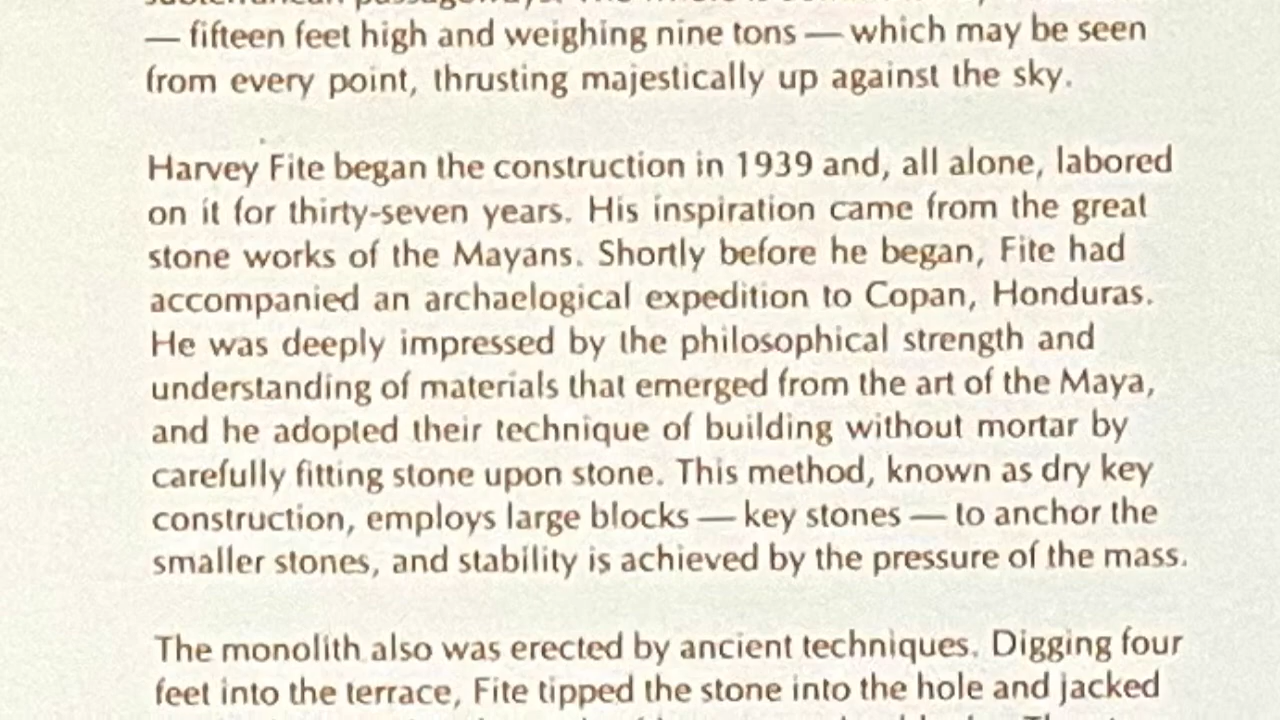 — fifteen feet high and weighing nine tons — which may be seen
from every point, thrusting majestically up against the sky.
Harvey Fite began the construction in 1939 and, all alone, labored
on it for thirty-seven years. His inspiration came from the great
stone works of the Mayans. Shortly before he began, Fite had
accompanied an archaelogical expedition to Copan, Honduras.
He was deeply impressed by the philosophical strength and
understanding of materials that emerged from the art of the Maya,
and he adopted their technique of building without mortar by
carefully fitting stone upon stone. This method, known as dry key
construction, employs large blocks — key stones — to anchor the
smaller stones, and stability is achieved by the pressure of the mass.
The monolith also was erected by ancient techniques. Digging four
feet into the terrace, Fite tipped the stone into the hole and jacked